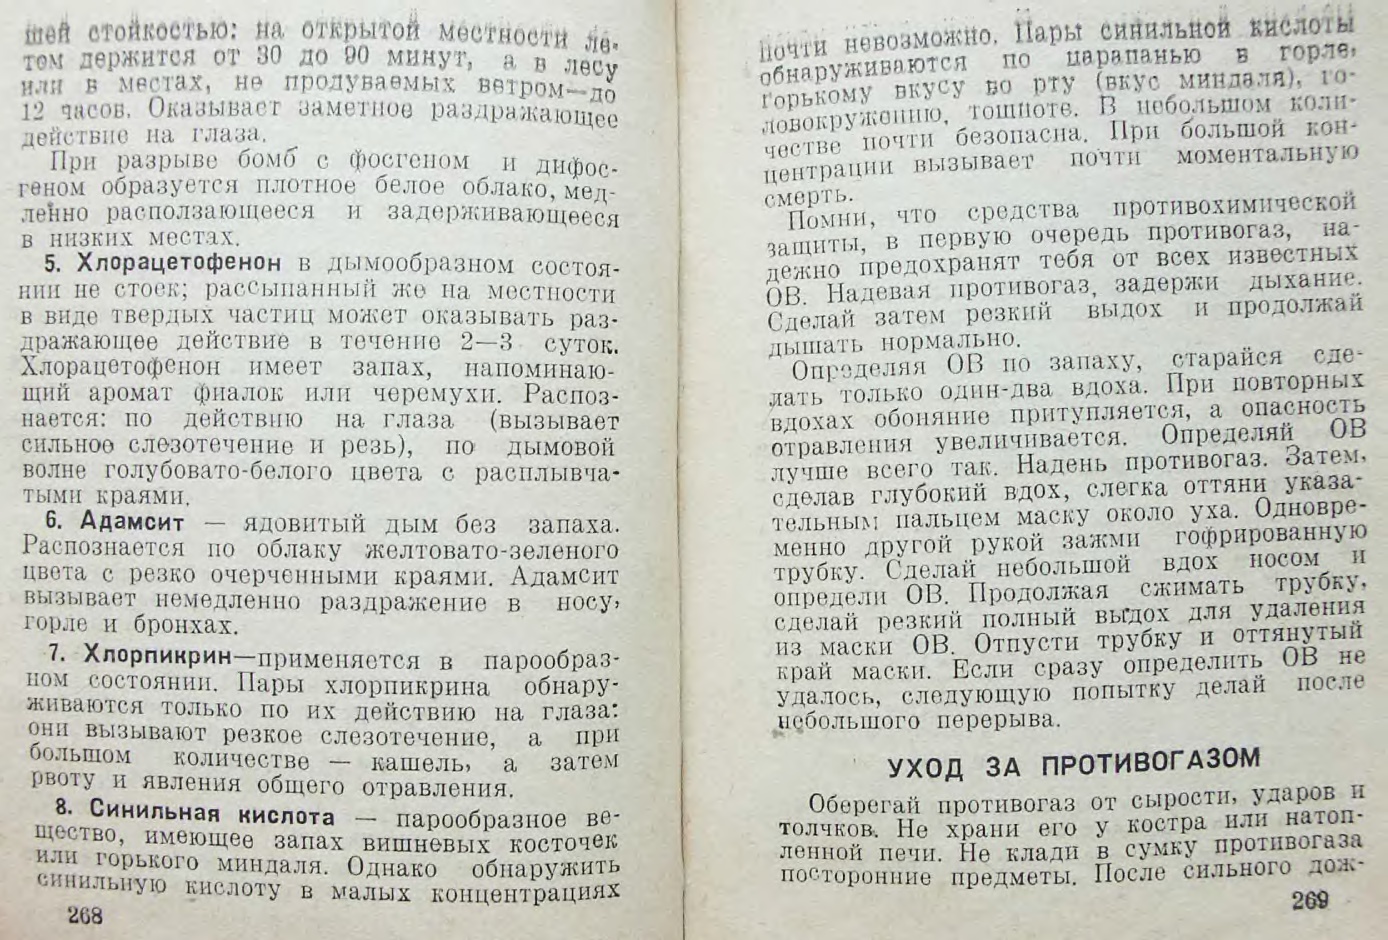 шей стойкостью: на открытой местности ле-
том держится от 30 до 90 минут, а в лесу
или в местах, не продуваемых ветром—до
12 часов. Оказывает заметное раздражающее
действие на глаза.
При разрыве бомб с фосгеном и дифос-
геном образуется плотное белое облако, мед-
ленно расползающееся и задерживающееся
в низких местах.
5. Хлорацетофенон в дымообразном состоя-
нии не стоек; рассыпанный же на местности
в виде твердых частиц может оказывать раз-
дражающее действие в течение 2—3 суток.
Хлорацетофенон имеет запах, напоминаю-
щий аромат фиалок или черемухи. Распоз-
нается: по действию на глаза (вызывает
сильное слезотечение и резь), по дымовой
волне голубовато-белого цвета с расплывча-
тыми краями.
6. Адамсит — ядовитый дым без запаха.
Распознается по облаку желтовато-зеленого
цвета с резко очерченными краями. Адамсит
вызывает немедленно раздражение в носу,
горле и бронхах.
7. Хлорпикрин—применяется в парообраз-
ном состоянии. Пары хлорпикрина обнару-
живаются только по их действию на глаза:
они вызывают резкое слезотечение, а при
большом количестве — кашель, а затем
рвоту и явления общего отравления.
8. Синильная кислота — парообразное ве-
щество, имеющее запах вишневых косточек
или горького миндаля. Однако обнаружить
синильную кислоту в малых концентрациях
268
почти невозможно. Пары синильной кислоты
обнаруживаются по царапанью в горле,
горькому вкусу во рту (вкус миндаля), го-
ловокружению, тошноте. В небольшом коли-
честве почти безопасна. При большой кон-
центрации вызывает почти моментальную
смерть.
Помни, что средства противохимической
защиты, в первую очередь противогаз, на-
дежно предохранят тебя от всех известных
ОВ. Надевая противогаз, задержи дыхание.
Сделай затем резкий выдох и продолжай
дышать нормально.
Определяя ОВ по запаху, старайся сде-
лать только один-два вдоха. При повторных
вдохах обоняние притупляется, а опасность
отравления увеличивается. Определяй ОВ
лучше всего так. Надень противогаз. Затем,
сделав глубокий вдох, слегка оттяни указа-
тельным пальцем маску около уха. Одновре-
менно другой рукой зажми гофрированную
трубку. Сделай небольшой вдох носом и
определи ОВ. Продолжая сжимать трубку,
сделай резкий полный выдох для удаления
из маски ОВ. Отпусти трубку и оттянутый
край маски. Если сразу определить ОВ не
удалось, следующую попытку делай после
небольшого перерыва.
УХОД ЗА ПРОТИВОГАЗОМ
Оберегай противогаз от сырости, ударов и
толчков. Не храни его у костра или натоп-
ленной печи. Не клади в сумку противогаза
посторонние предметы. После сильного дож-
269